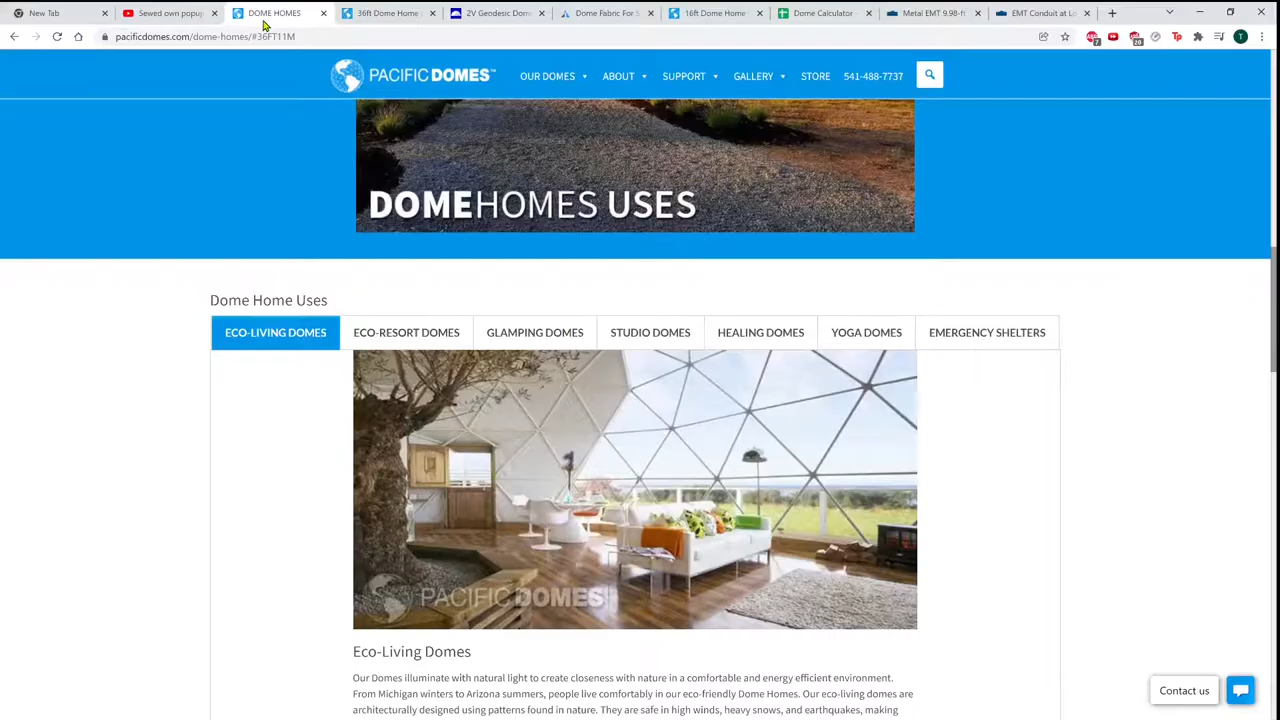 New Tab
Sewed own popup
DOME HOMES
36ft Dome Home
2V Geodesic Dom
Dome Fabric For S
16ft Dome Home
Dome Calculator -
Metal EMT 9.98-ft
EMT Conduit at Lo
pacificdomes.com/dome-homes/#36FT11M
PACIFICDOMES™
OUR DOMES
ABOUT
SUPPORT
GALLERY
STORE
541-488-7737
DOMEHOMES USES
Dome Home Uses
ECO-LIVING DOMES
ECO-RESORT DOMES
GLAMPING DOMES
STUDIO DOMES
HEALING DOMES
YOGA DOMES
EMERGENCY SHELTERS
PACIFICDOMES
Eco-Living Domes
Our Domes illuminate with natural light to create closeness with nature in a comfortable and energy efficient environment.
From Michigan winters to Arizona summers, people live comfortably in our eco-friendly Dome Homes. Our eco-living domes are
architecturally designed using patterns found in nature. They are safe in high winds, heavy snows, and earthquakes, making
Contact us